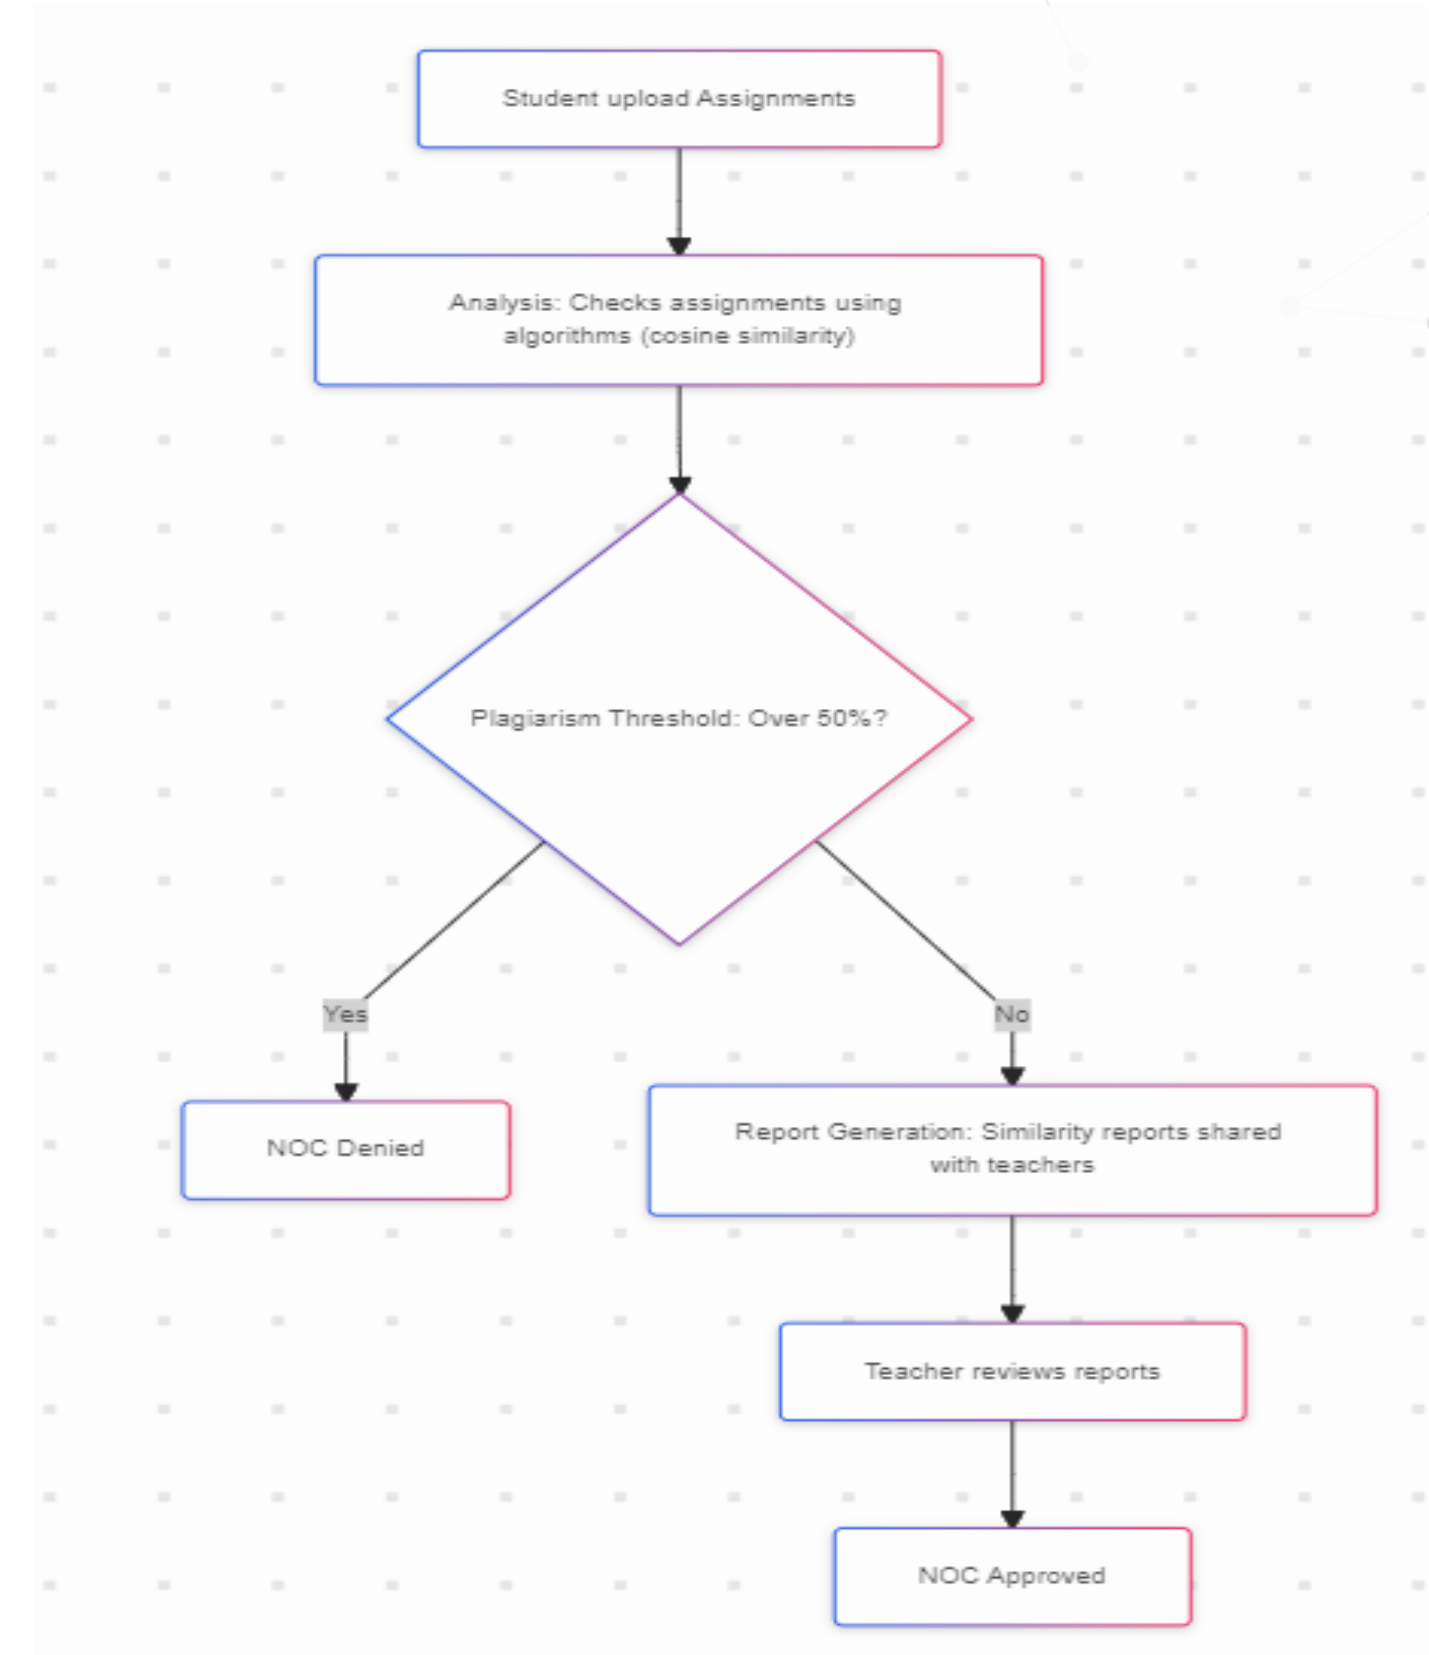 Student upload Assignments
Analysis: Checks assignments using
algorithms (cosine similarity)
Plagiarism Threshold: Over 50%?
Yes
No
NOC Denied
Report Generation: Similarity reports shared
with teachers
Teacher reviews reports
NOC Approved